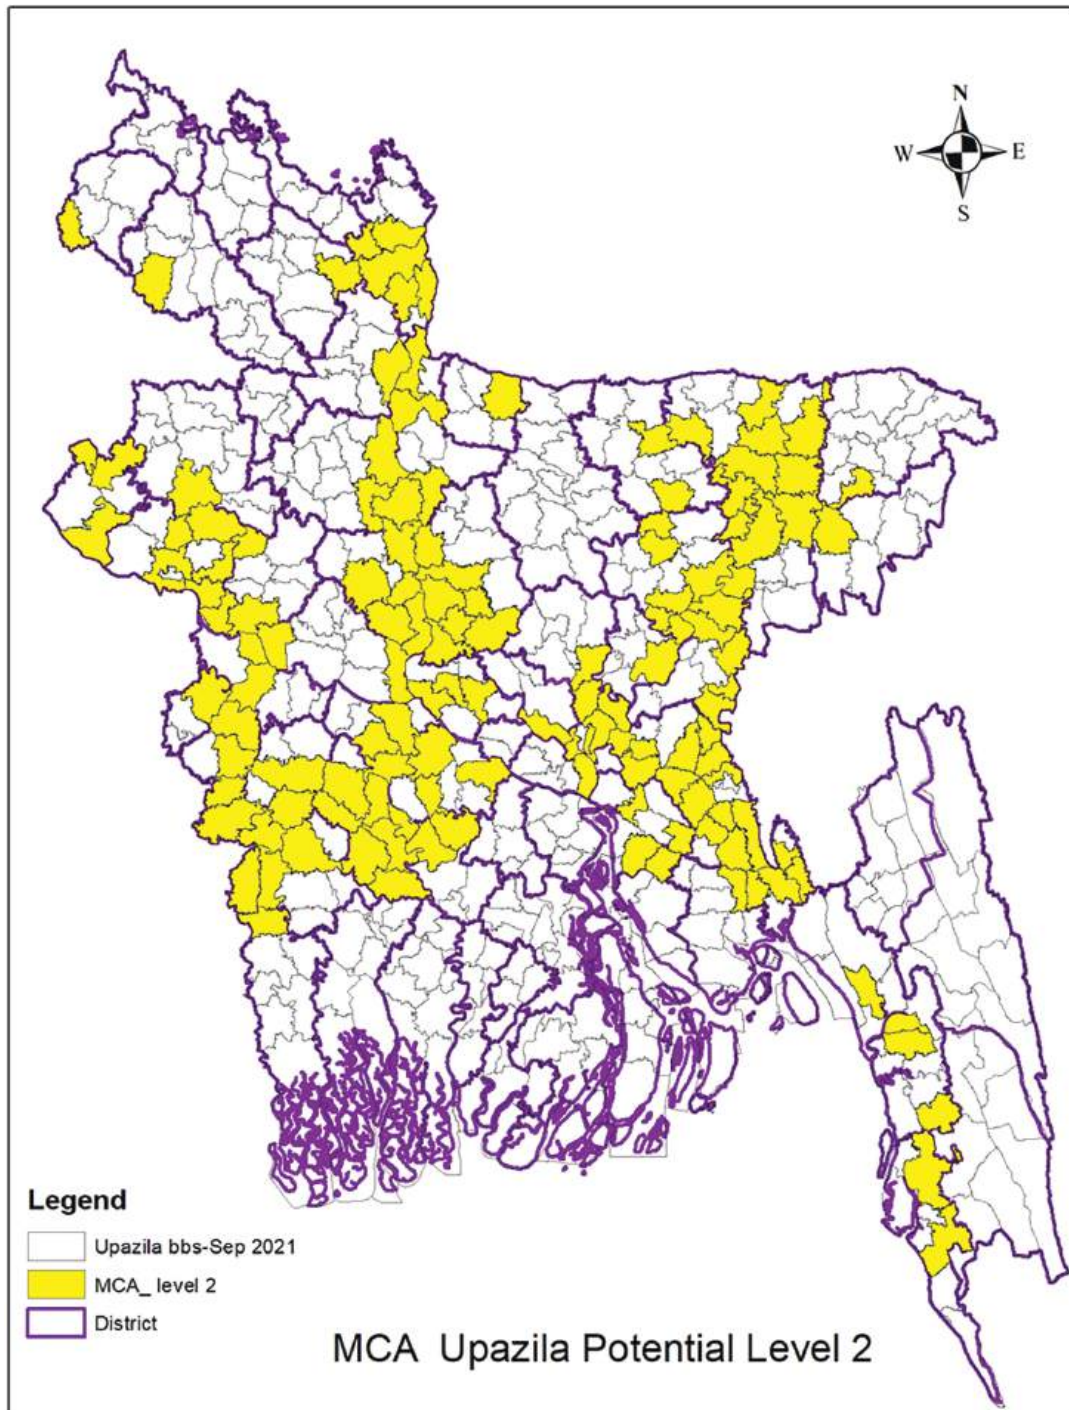 N
W E
S
Legend
Upazila bbs-Sep 2021
MCA_ level 2
District
MCA Upazila Potential Level 2